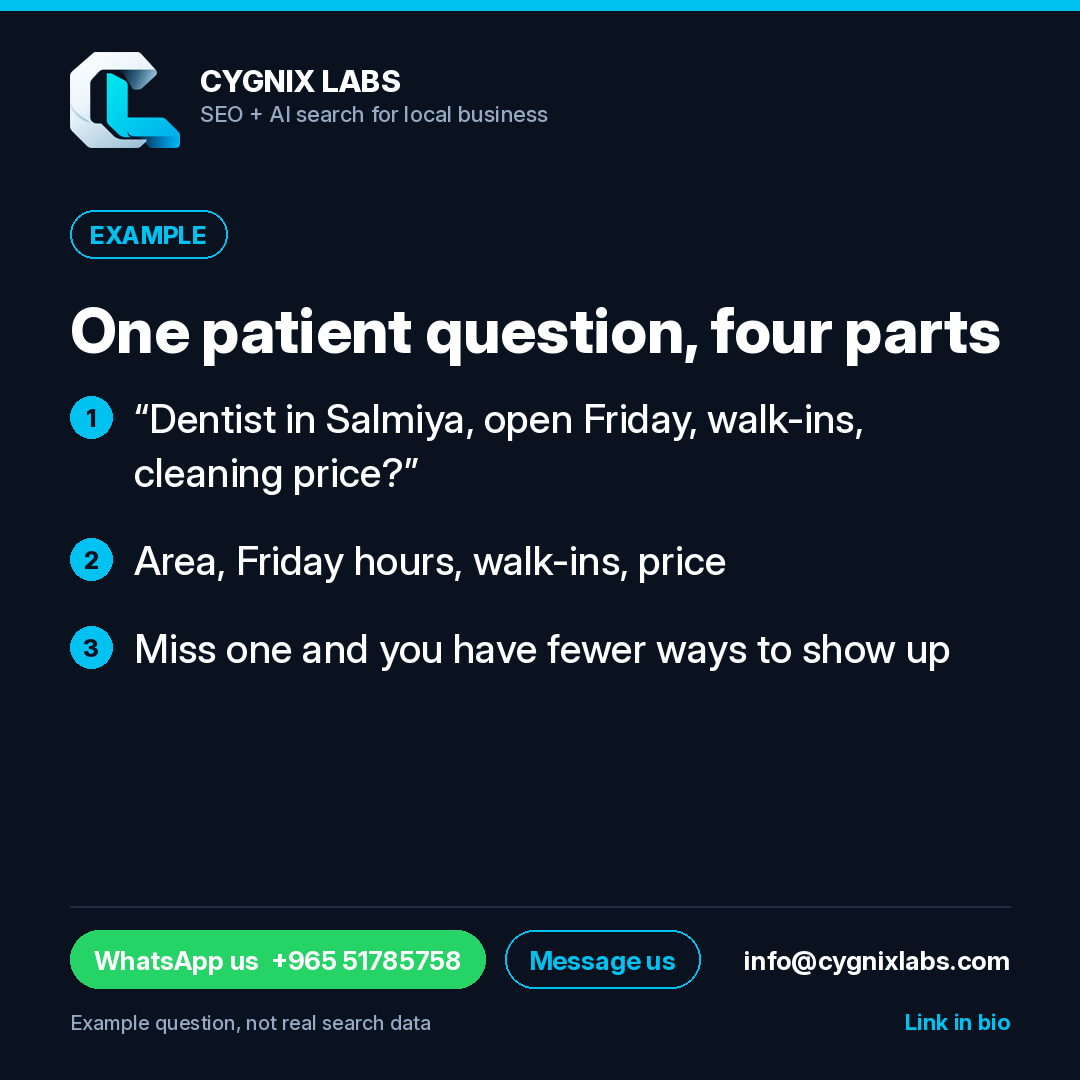 CYGNIX LABS
SEO + AI search for local business
EXAMPLE
One patient question, four parts
1 “Dentist in Salmiya, open Friday, walk-ins,
cleaning price?”
2 Area, Friday hours, walk-ins, price
3 Miss one and you have fewer ways to show up
WhatsApp us +965 51785758 Message us info@cygnixlabs.com
Example question, not real search data Link in bio